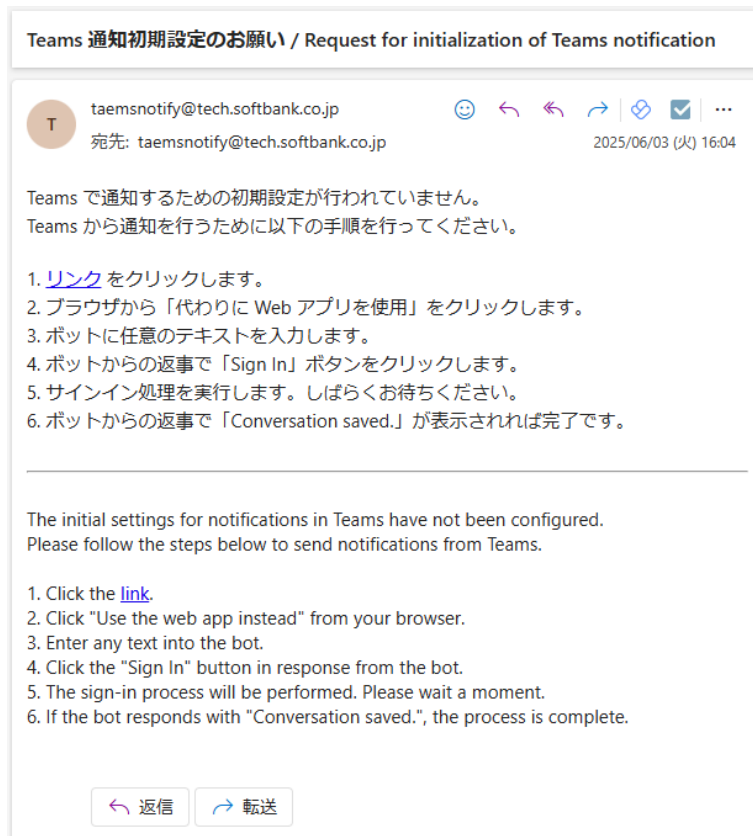 Teams 通知初期設定のお願い / Request for initialization of Teams notification
T
taemsnotify@tech.softbank.co.jp
宛先: taemsnotify@tech.softbank.co.jp
2025/06/03 (火) 16:04
Teams で通知するための初期設定が行われていません。
Teams から通知を行うために以下の手順を行ってください。
1. リンク をクリックします。
2. ブラウザから「代わりに Web アプリを使用」をクリックします。
3. ボットに任意のテキストを入力します。
4. ボットからの返事で「Sign In」ボタンをクリックします。
5. サインイン処理を実行します。しばらくお待ちください。
6. ボットからの返事で「Conversation saved.」が表示されれば完了です。
The initial settings for notifications in Teams have not been configured.
Please follow the steps below to send notifications from Teams.
1. Click the link.
2. Click "Use the web app instead" from your browser.
3. Enter any text into the bot.
4. Click the "Sign In" button in response from the bot.
5. The sign-in process will be performed. Please wait a moment.
6. If the bot responds with "Conversation saved.", the process is complete.
返信
転送